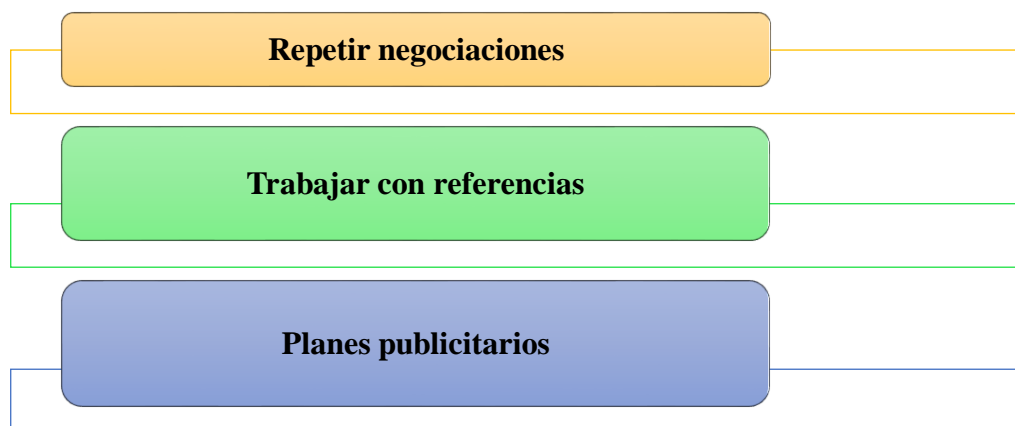 Repetir negociaciones
Trabajar con referencias
Planes publicitarios